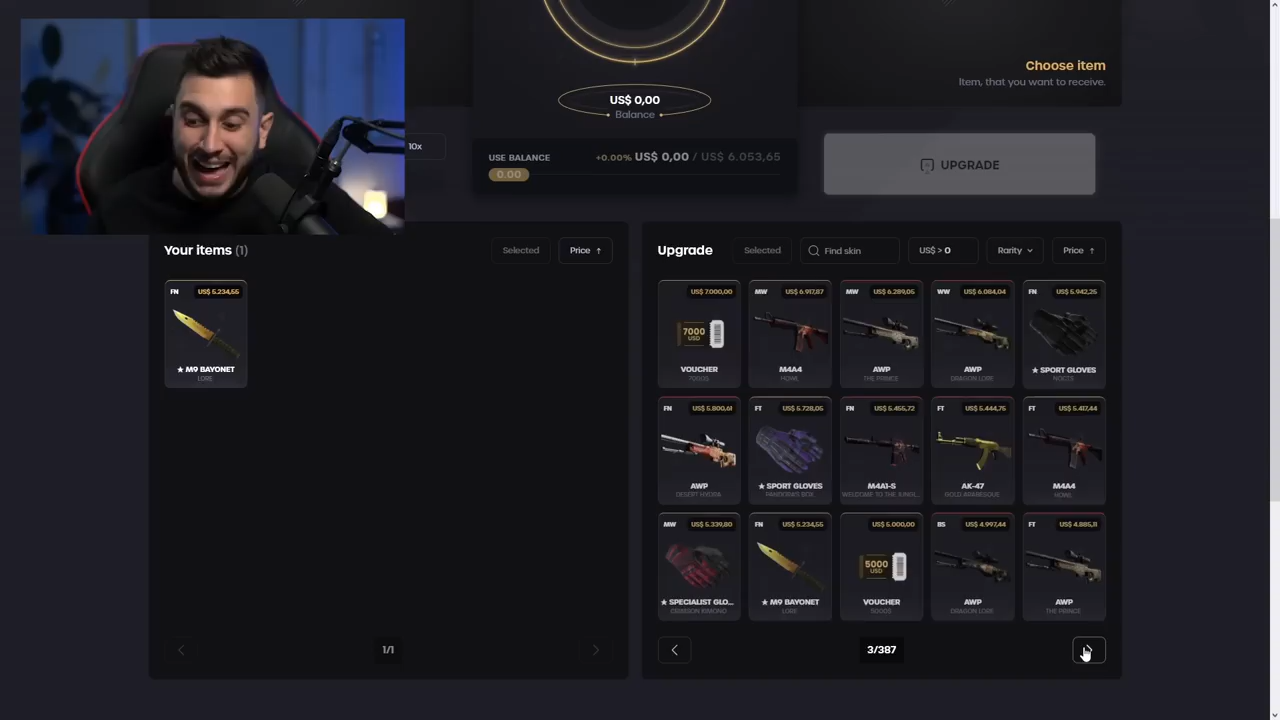 Choose item
Item, that you want to receive.
US$ 0,00
Balance
10x
USE BALANCE
+0.00% US$ 0,00 / US$ 6.053,65
0.00
UPGRADE
Your items (1)
Selected
Price ↑
Upgrade
Selected
Find skin
US$ > 0
Rarity
Price ↑
FN US$ 5.234,55
★ M9 BAYONET
LORE
US$ 7.000,00
7000
USD
VOUCHER
7000$
MW US$ 6.917,87
M4A4
HOWL
MW US$ 6.289,05
AWP
THE PRINCE
WW US$ 6.084,04
AWP
DRAGON LORE
FN US$ 5.942,25
★ SPORT GLOVES
NOCTS
FN US$ 5.800,61
AWP
DESERT HYDRA
FT US$ 5.728,05
★ SPORT GLOVES
PANDORA'S BOX
FN US$ 5.455,72
M4A1-S
WELCOME TO THE JUNGL...
FT US$ 5.444,75
AK-47
GOLD ARABESQUE
FT US$ 5.417,44
M4A4
HOWL
MW US$ 5.339,80
★ SPECIALIST GLO...
CRIMSON KIMONO
FN US$ 5.234,55
★ M9 BAYONET
LORE
US$ 5.000,00
5000
USD
VOUCHER
5000$
BS US$ 4.997,44
AWP
DRAGON LORE
FT US$ 4.885,11
AWP
THE PRINCE
1/1
3/387